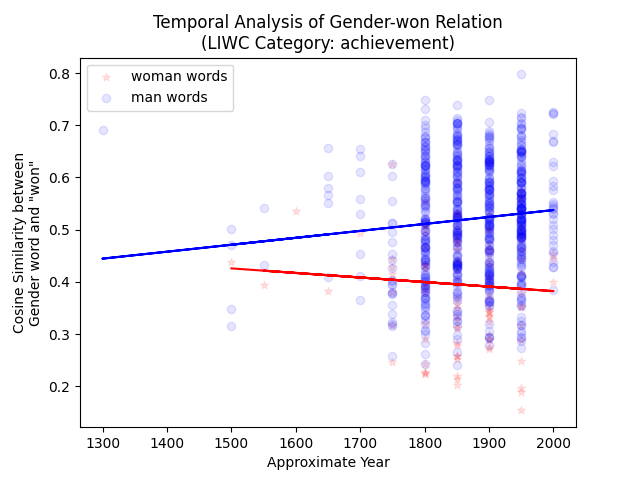 Temporal Analysis of Gender-won Relation
(LIWC Category: achievement)
woman words
man words
Cosine Similarity between
Gender word and "won"
0.8
0.7
0.6
0.5
0.4
0.3
0.2
1300 1400 1500 1600 1700 1800 1900 2000
Approximate Year